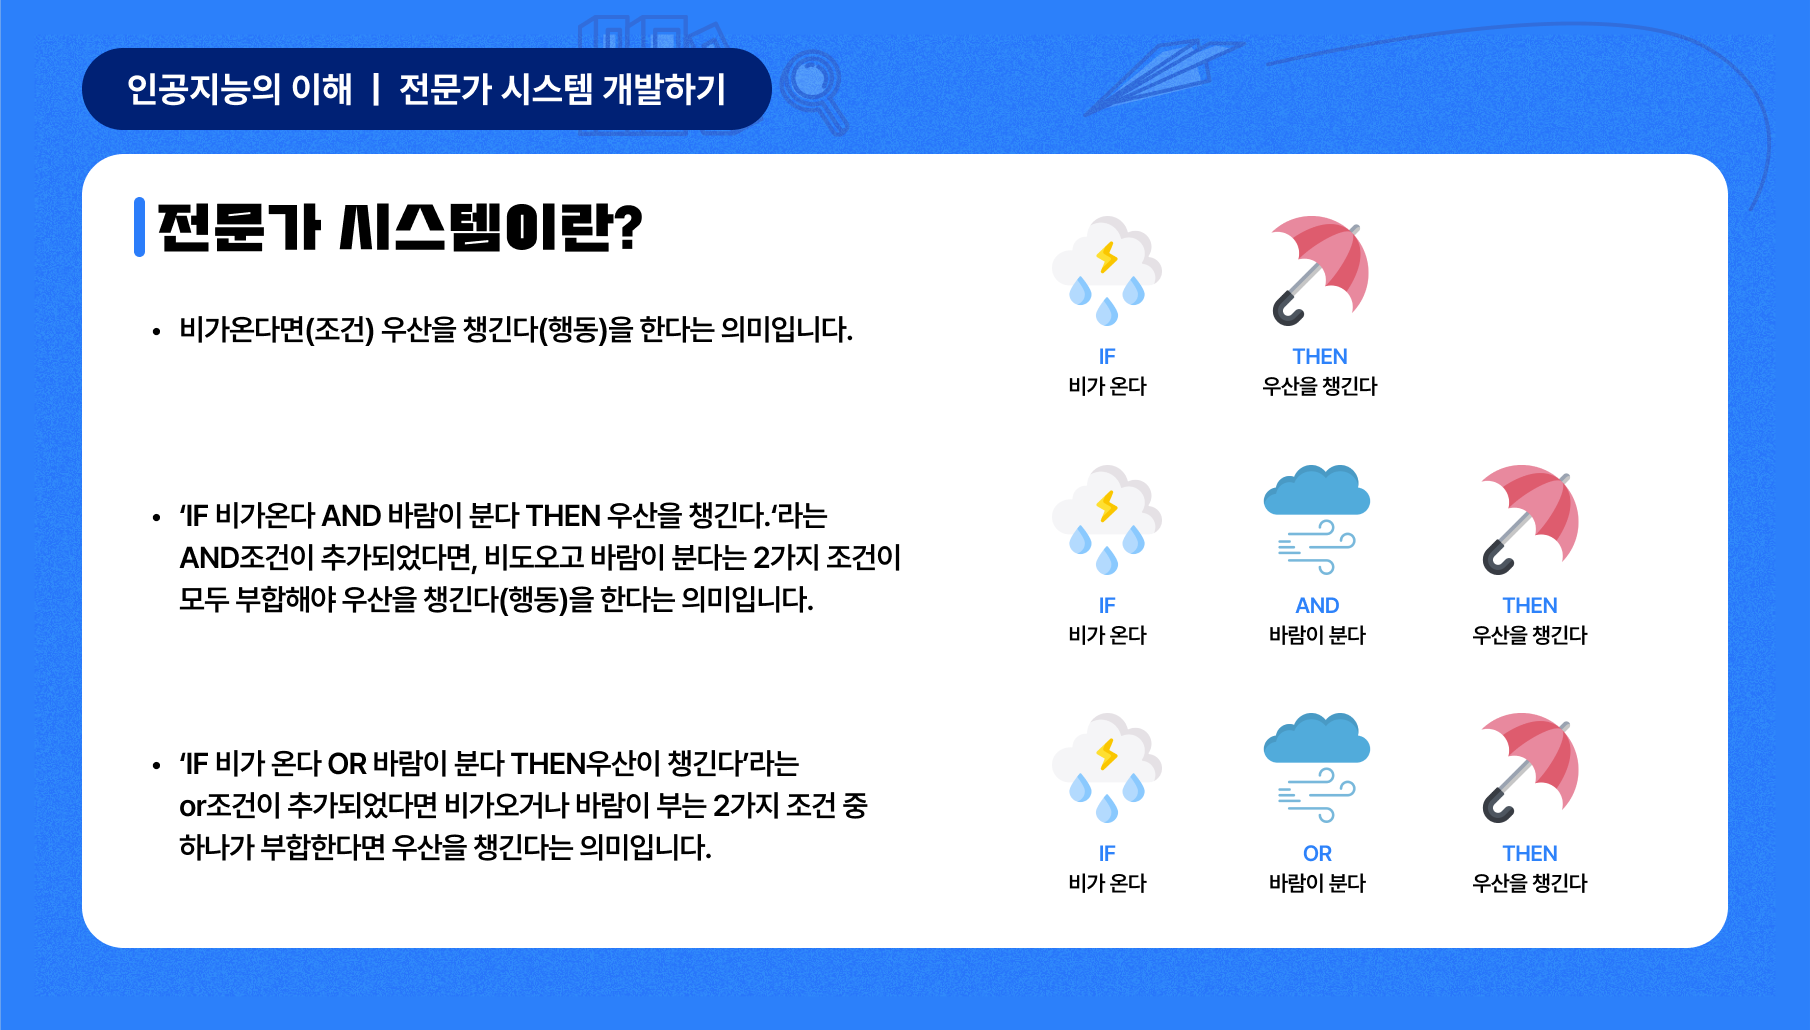 인공지능의 이해 | 전문가 시스템 개발하기
전문가 시스템이란?
• 비가온다면(조건) 우산을 챙긴다(행동)을 한다는 의미입니다.
IF
비가 온다
THEN
우산을 챙긴다
• ‘IF 비가온다 AND 바람이 분다 THEN 우산을 챙긴다.‘라는
AND조건이 추가되었다면, 비도오고 바람이 분다는 2가지 조건이
모두 부합해야 우산을 챙긴다(행동)을 한다는 의미입니다.
IF
비가 온다
AND
바람이 분다
THEN
우산을 챙긴다
• ‘IF 비가 온다 OR 바람이 분다 THEN우산이 챙긴다’라는
or조건이 추가되었다면 비가오거나 바람이 부는 2가지 조건 중
하나가 부합한다면 우산을 챙긴다는 의미입니다.
IF
비가 온다
OR
바람이 분다
THEN
우산을 챙긴다